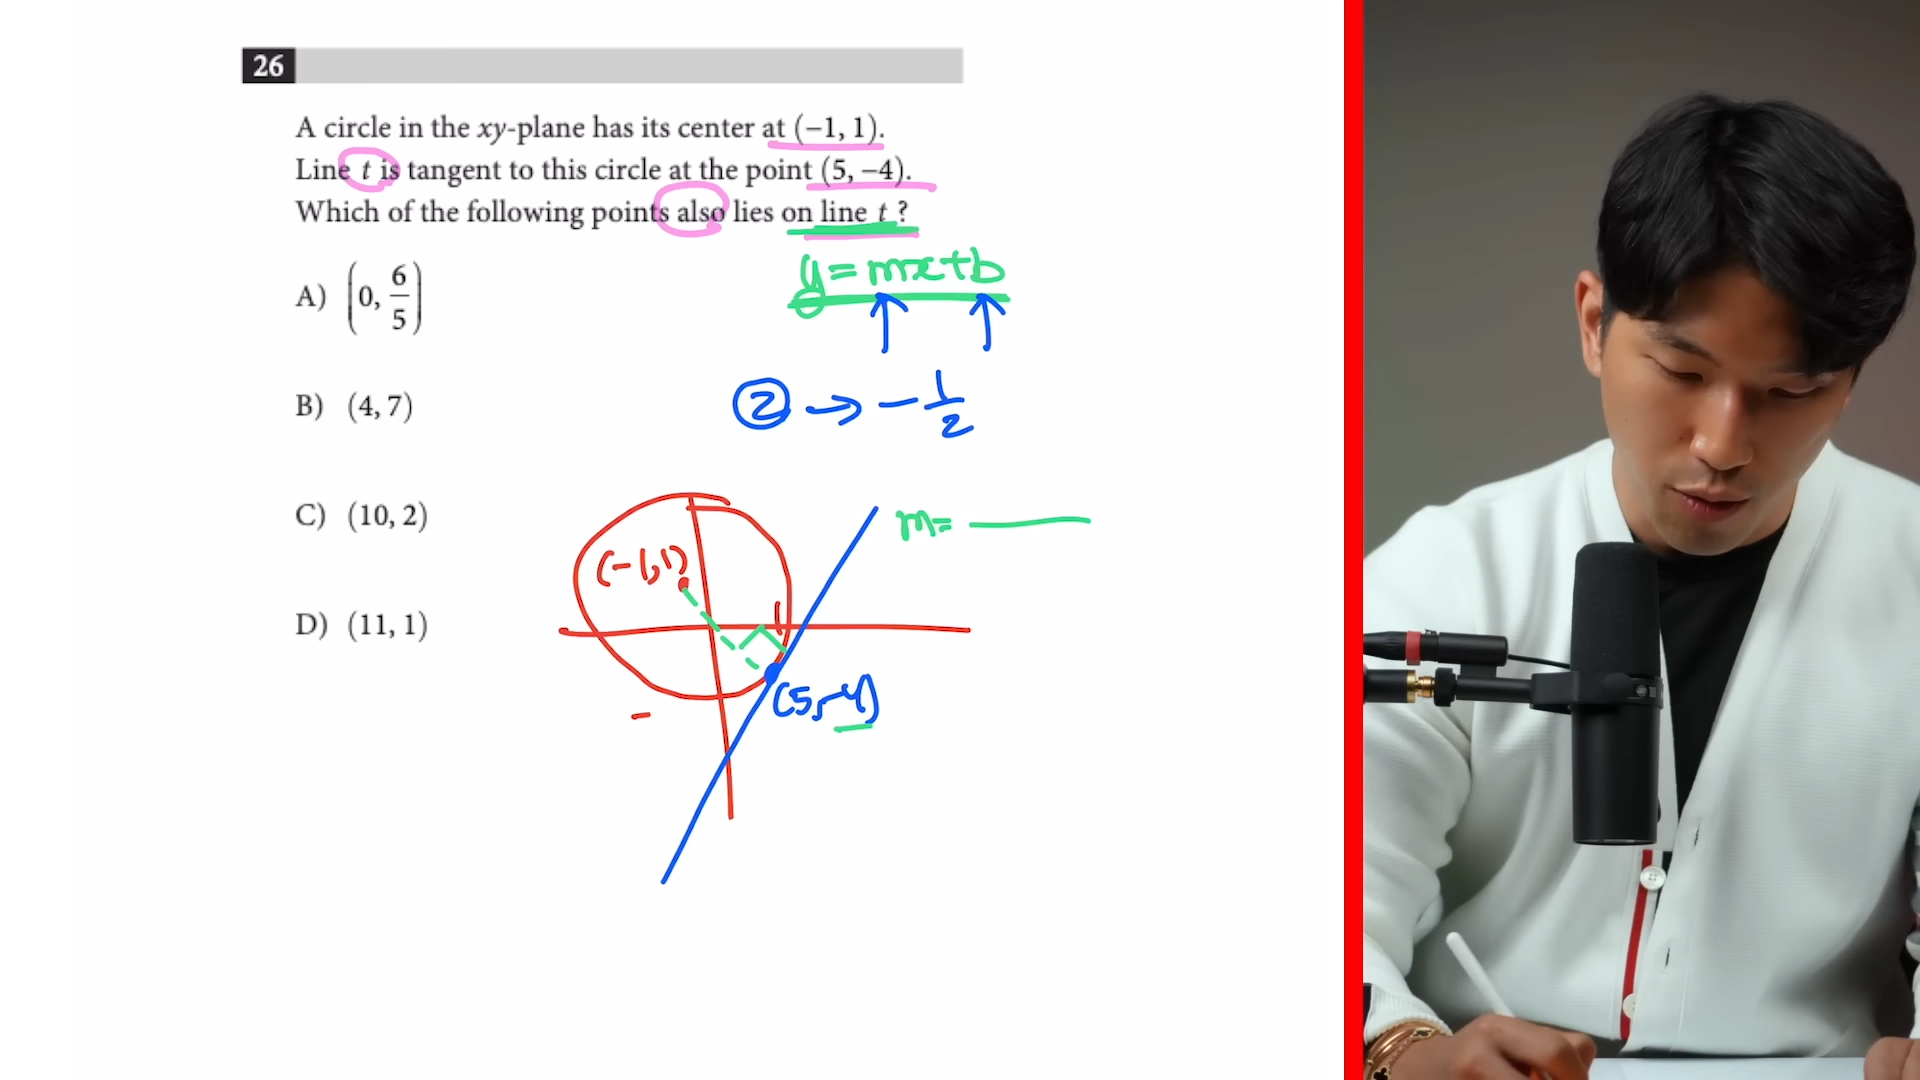 26
A circle in the xy-plane has its center at (−1, 1).
Line t is tangent to this circle at the point (5, −4).
Which of the following points also lies on line t ?
y = mx+b
A) (0, 6/5)
B) (4, 7)
② → − 1/2
C) (10, 2)
m=
(-1,1)
D) (11, 1)
(5,-4)